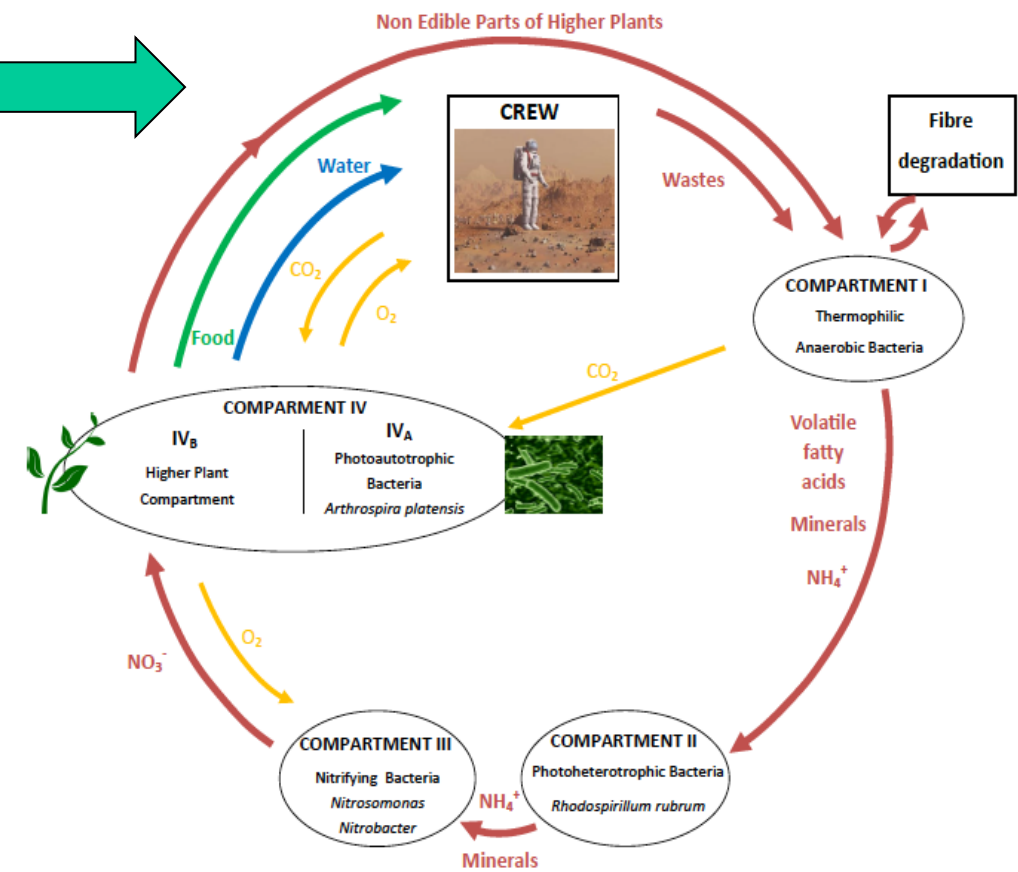 Non Edible Parts of Higher Plants
CREW
Fibre
degradation
Water
Wastes
CO₂
O₂
Food
COMPARTMENT I
Thermophilic
Anaerobic Bacteria
CO₂
COMPARMENT IV
IV_B
Higher Plant
Compartment
IV_A
Photoautotrophic
Bacteria
Arthrospira platensis
Volatile
fatty
acids
Minerals
NH₄⁺
O₂
NO₃⁻
COMPARTMENT III
Nitrifying Bacteria
Nitrosomonas
Nitrobacter
COMPARTMENT II
Photoheterotrophic Bacteria
Rhodospirillum rubrum
NH₄⁺
Minerals